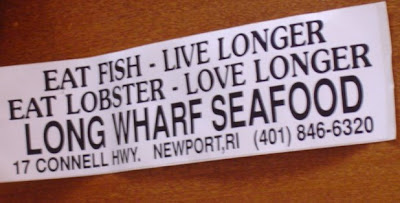 EAT FISH - LIVE LONGER
EAT LOBSTER - LOVE LONGER
LONG WHARF SEAFOOD
17 CONNELL HWY. NEWPORT,RI (401) 846-6320